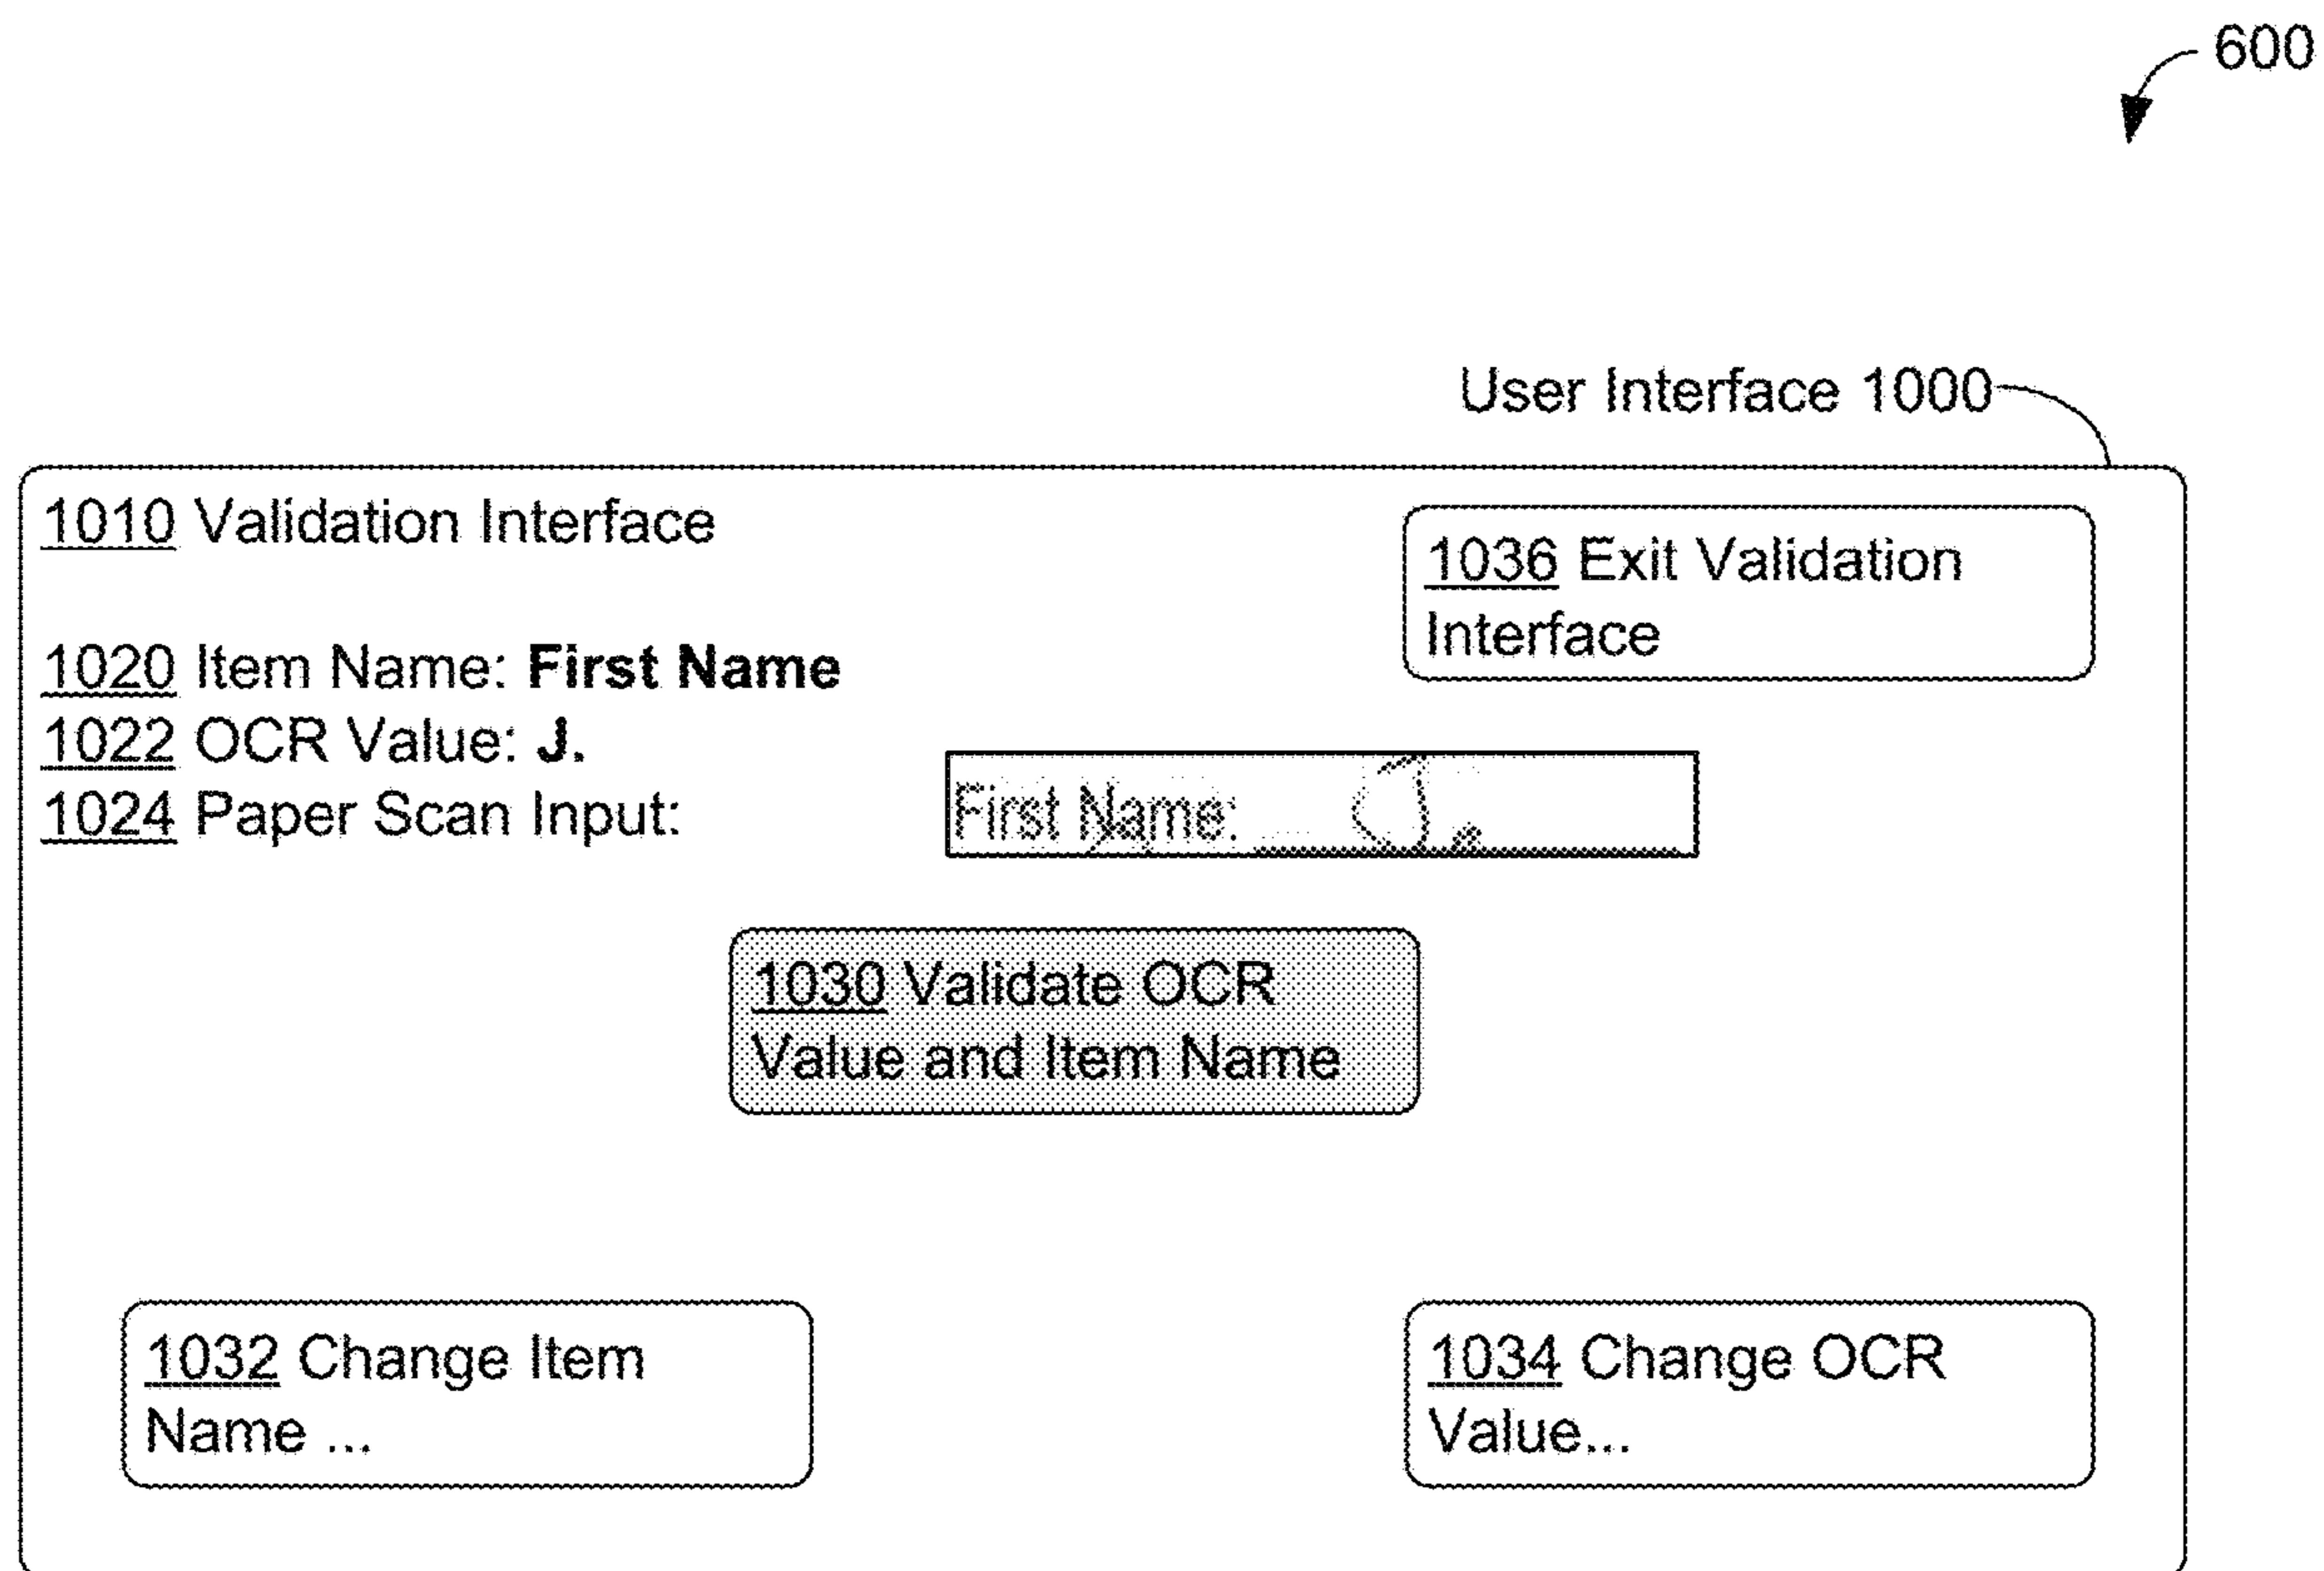 600
User Interface 1000
1010 Validation Interface
1036 Exit Validation
Interface
1020 Item Name: First Name
1022 OCR Value: J.
1024 Paper Scan Input:
First Name: J.
1030 Validate OCR
Value and Item Name
1032 Change Item
Name ...
1034 Change OCR
Value...